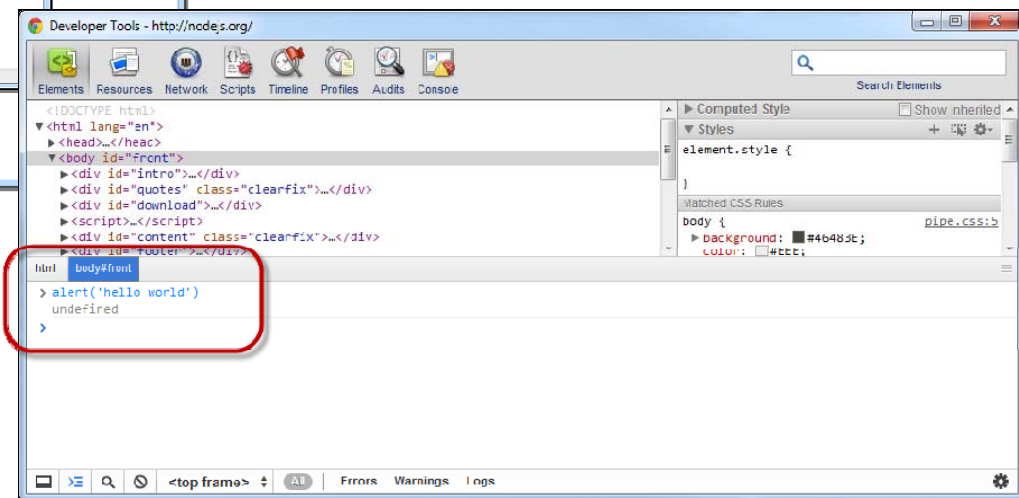 Developer Tools - http://nodejs.org/
Elements Resources Network Scripts Timeline Profiles Audits Console
Search Elements
<!DOCTYPE html>
▼<html lang="en">
▶<head>…</head>
▼<body id="front">
▶<div id="intro">…</div>
▶<div id="quotes" class="clearfix">…</div>
▶<div id="download">…</div>
▶<script>…</script>
▶<div id="content" class="clearfix">…</div>
▶<div id="footer">…</div>
▶ Computed Style Show inherited
▼ Styles
element.style {
}
Matched CSS Rules
body { pipe.css:5
▶ background: #46483E;
color: #EEE;
html body#front
> alert('hello world')
undefined
>
<top frame> All Errors Warnings Logs